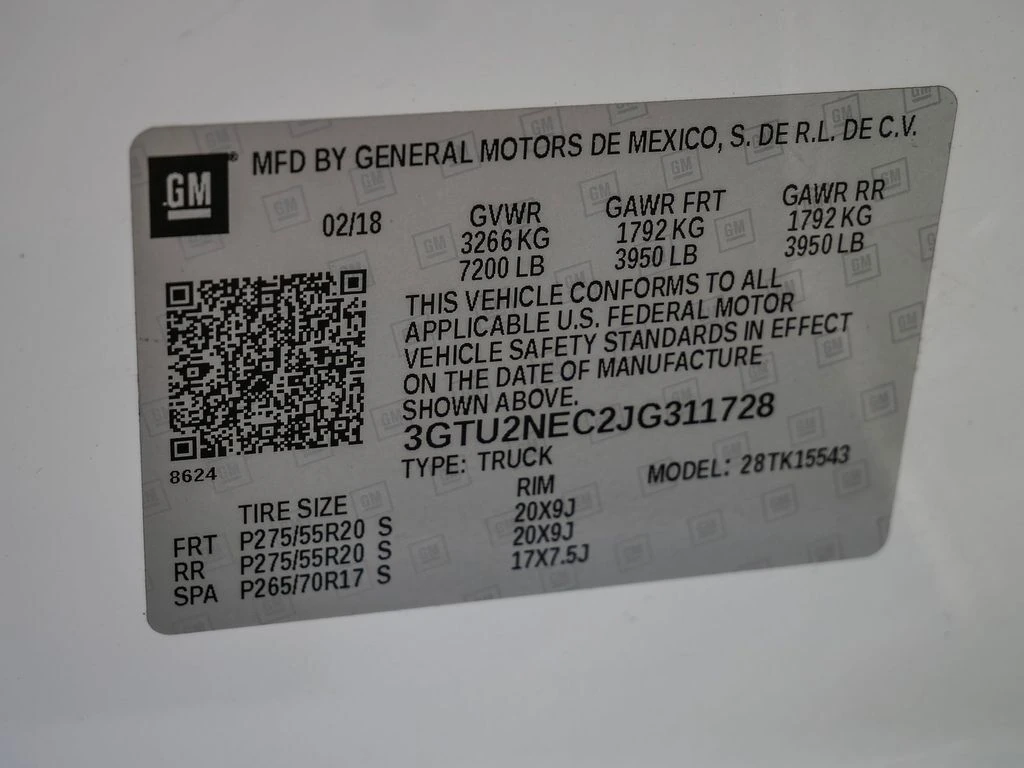 GM
MFD BY GENERAL MOTORS DE MEXICO, S. DE R.L. DE C.V.
02/18
GVWR GAWR FRT GAWR RR
3266 KG 1792 KG 1792 KG
7200 LB 3950 LB 3950 LB
THIS VEHICLE CONFORMS TO ALL
APPLICABLE U.S. FEDERAL MOTOR
VEHICLE SAFETY STANDARDS IN EFFECT
ON THE DATE OF MANUFACTURE
SHOWN ABOVE.
3GTU2NEC2JG311728
8624
TYPE: TRUCK MODEL: 28TK15543
TIRE SIZE RIM
FRT P275/55R20 S 20X9J
RR P275/55R20 S 20X9J
SPA P265/70R17 S 17X7.5J